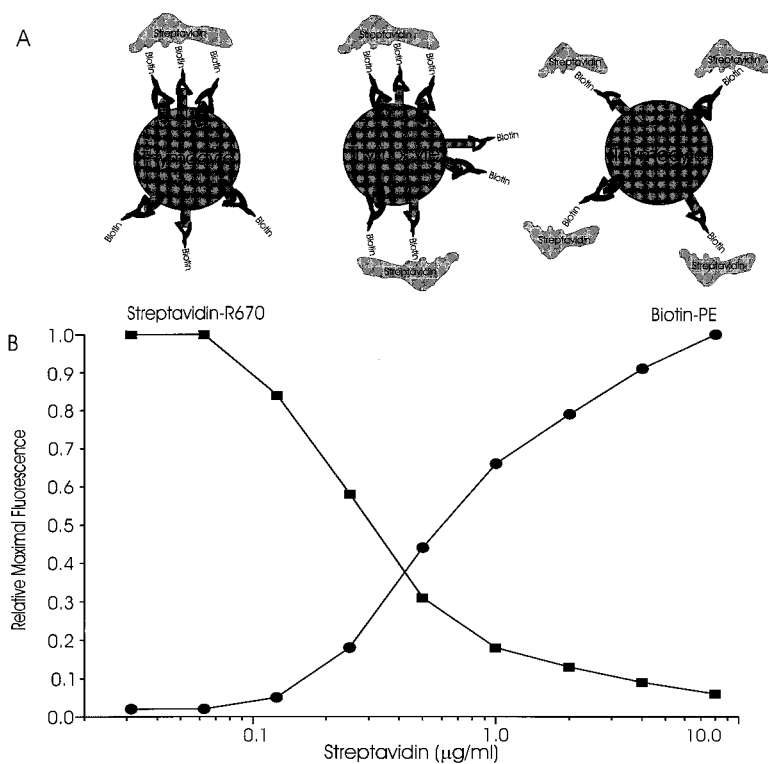 A
Streptavidin
Biotin Biotin Biotin
Biotin Biotin Biotin
Streptavidin
Biotin Biotin Biotin
Biotin
Biotin
Biotin Biotin
Streptavidin
Streptavidin Streptavidin
Biotin Biotin
Thymocyte
Biotin Biotin
Streptavidin Streptavidin
Streptavidin-R670 Biotin-PE
B
1.0
0.9
0.8
0.7
0.6
0.5
0.4
0.3
0.2
0.1
0.0
Relative Maximal Fluorescence
0.1 1.0 10.0
Streptavidin (µg/ml)